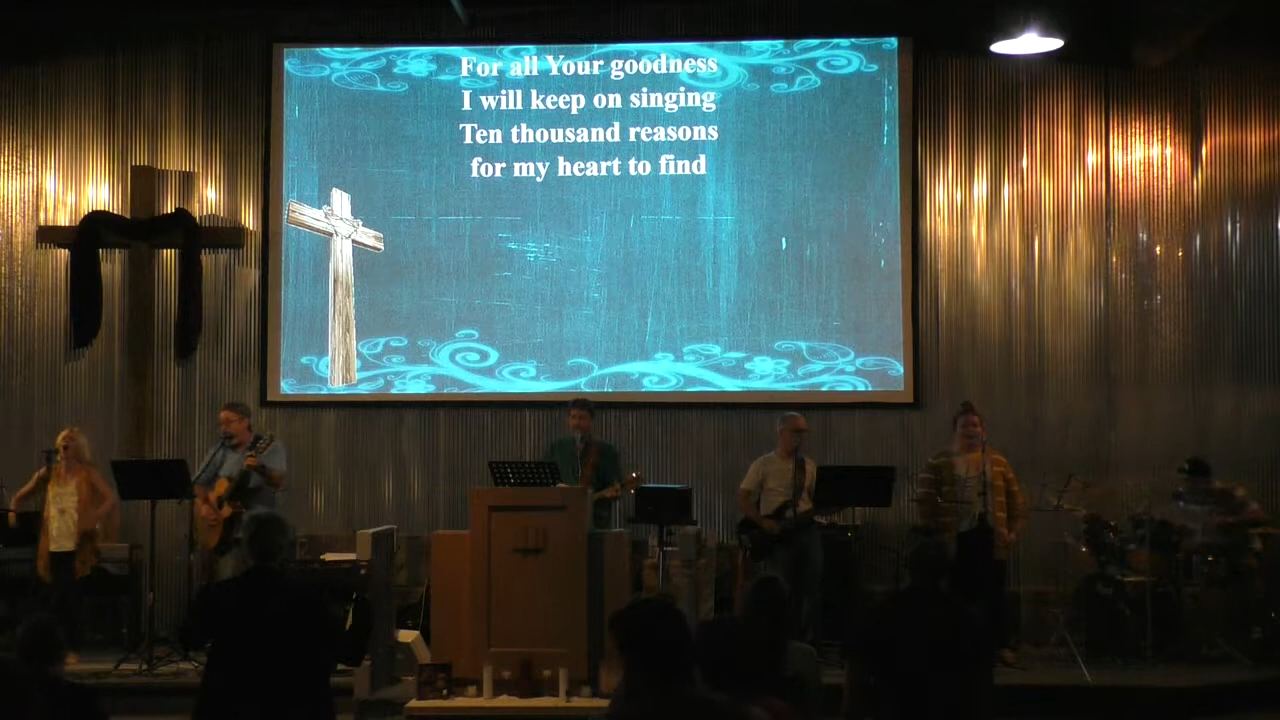 For all Your goodness
I will keep on singing
Ten thousand reasons
for my heart to find